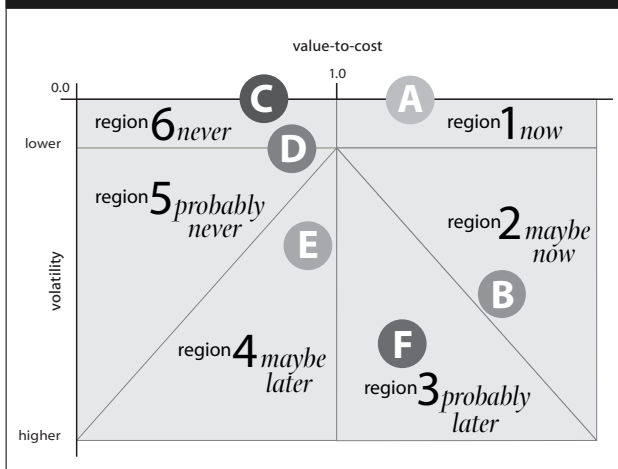 value-to-cost
0.0
1.0
C
A
region 6 never
region 1 now
lower
D
region 5 probably
never
region 2 maybe
now
E
volatility
B
F
region 4 maybe
later
region 3 probably
later
higher